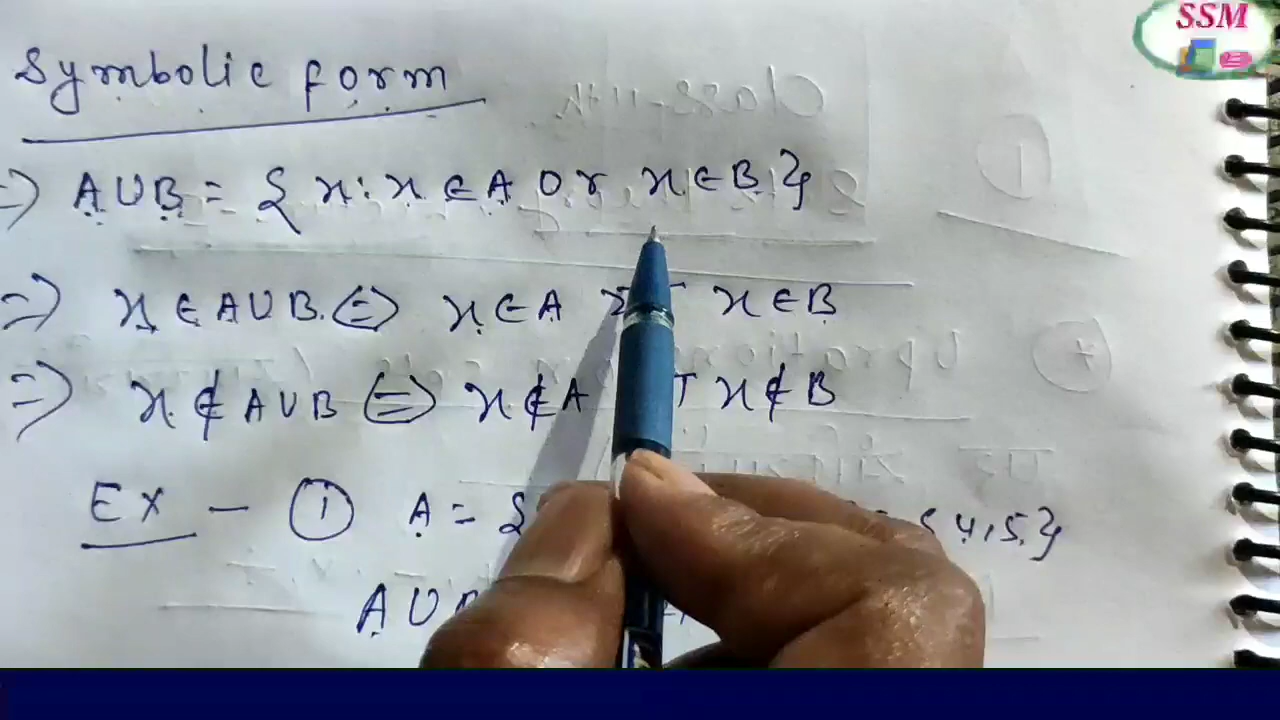 SSM
Symbolic form
=> A U B = { x : x ∈ A or x ∈ B }
=> x ∈ A U B. <=> x ∈ A x ∈ B
=> x ∉ A U B <=> x ∉ A x ∉ B
Ex - ① A = { 4,5,}
A U